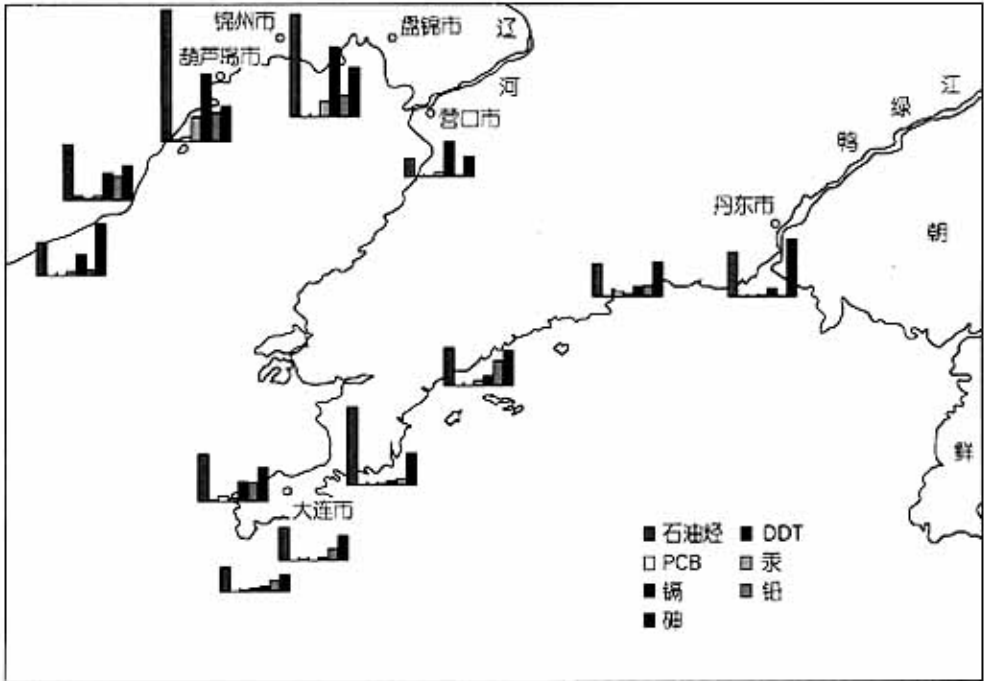 锦州市
盘锦市
辽
河
葫芦岛市
营口市
鸭
绿
江
丹东市
朝
鲜
大连市
石油烃 DDT
PCB 汞
镉 铅
砷